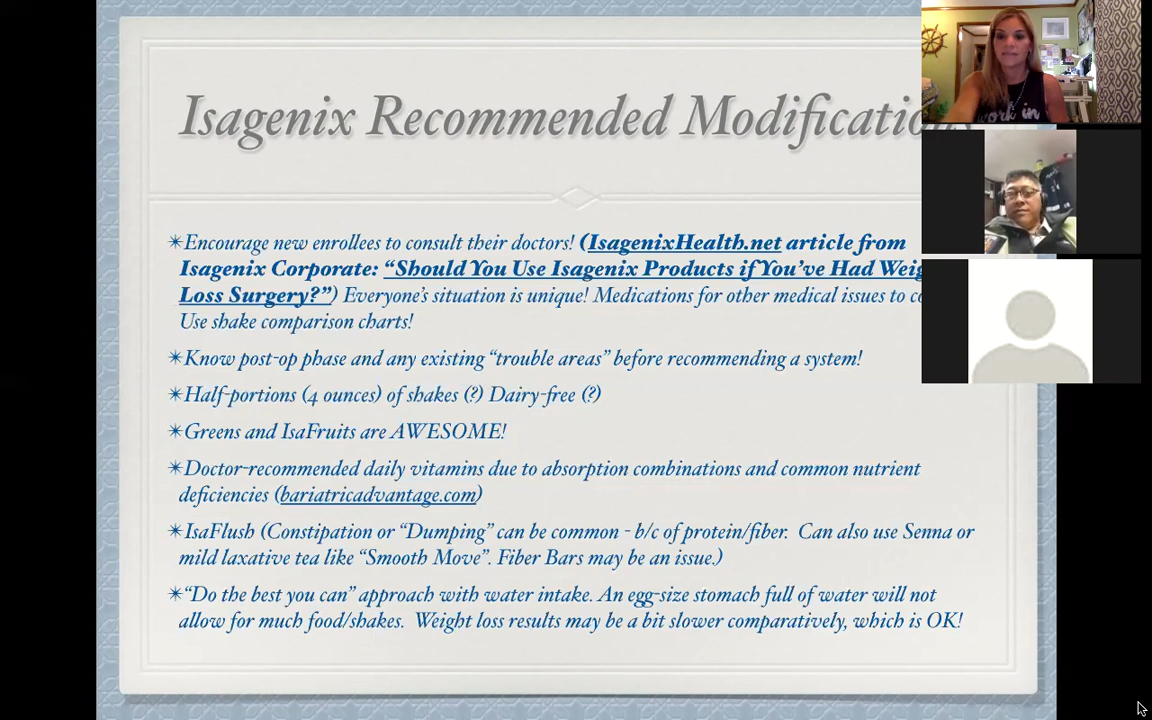 Isagenix Recommended Modification
✴Encourage new enrollees to consult their doctors! (IsagenixHealth.net article from
Isagenix Corporate: “Should You Use Isagenix Products if You’ve Had
Loss Surgery?”) Everyone’s situation is unique! Medications for other medical issues to
Use shake comparison charts!
✴Know post-op phase and any existing “trouble areas” before recommending a system!
✴Half-portions (4 ounces) of shakes (?) Dairy-free (?)
✴Greens and IsaFruits are AWESOME!
✴Doctor-recommended daily vitamins due to absorption combinations and common nutrient
deficiencies (bariatricadvantage.com)
✴IsaFlush (Constipation or “Dumping” can be common - b/c of protein/fiber. Can also use Senna or
mild laxative tea like “Smooth Move”. Fiber Bars may be an issue.)
✴“Do the best you can” approach with water intake. An egg-size stomach full of water will not
allow for much food/shakes. Weight loss results may be a bit slower comparatively, which is OK!
work in